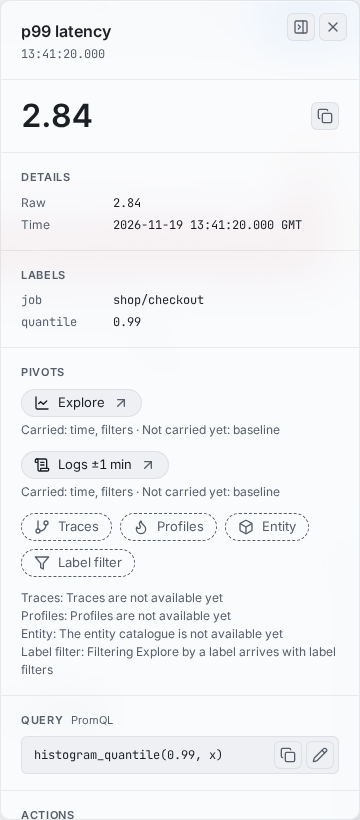 p99 latency
13:41:20.000
2.84
DETAILS
Raw 2.84
Time 2026-11-19 13:41:20.000 GMT
LABELS
job shop/checkout
quantile 0.99
PIVOTS
Explore
Carried: time, filters · Not carried yet: baseline
Logs ±1 min
Carried: time, filters · Not carried yet: baseline
Traces Profiles Entity
Label filter
Traces: Traces are not available yet
Profiles: Profiles are not available yet
Entity: The entity catalogue is not available yet
Label filter: Filtering Explore by a label arrives with label
filters
QUERY PromQL
histogram_quantile(0.99, x)
ACTIONS